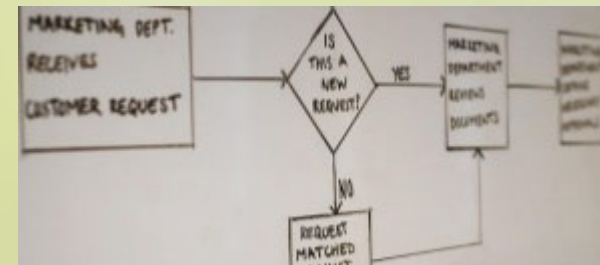 MARKETING DEPT.
RECEIVES
CUSTOMER REQUEST
IS
THIS A
NEW
REQUEST?
YES
MARKETING
DEPARTMENT
REVIEWS
DOCUMENTS
NO
REQUEST
MATCHED